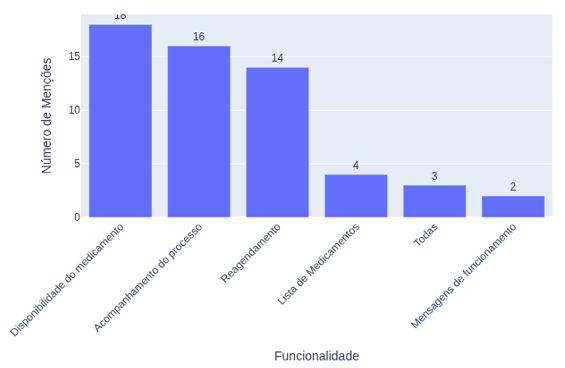 18
16
14
4
3
2
15
10
5
0
Número de Menções
Disponibilidade do medicamento
Acompanhamento do processo
Reagendamento
Lista de Medicamentos
Todas
Mensagens de funcionamento
Funcionalidade